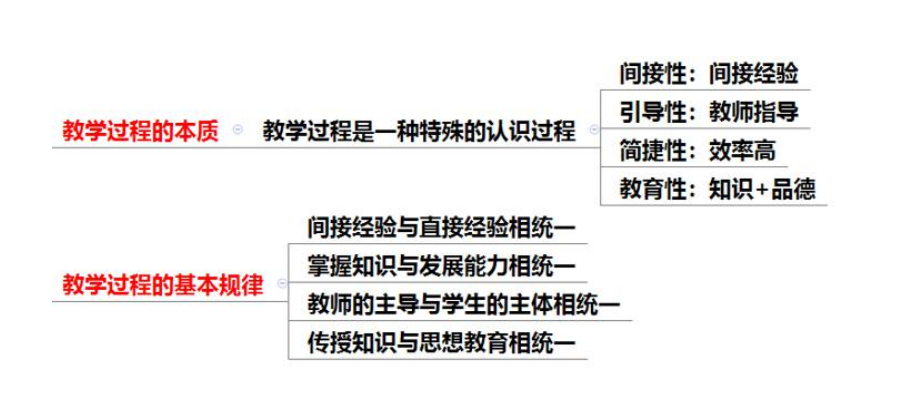 教学过程的本质
教学过程是一种特殊的认识过程
间接性：间接经验
引导性：教师指导
简捷性：效率高
教育性：知识+品德
教学过程的基本规律
间接经验与直接经验相统一
掌握知识与发展能力相统一
教师的主导与学生的主体相统一
传授知识与思想教育相统一